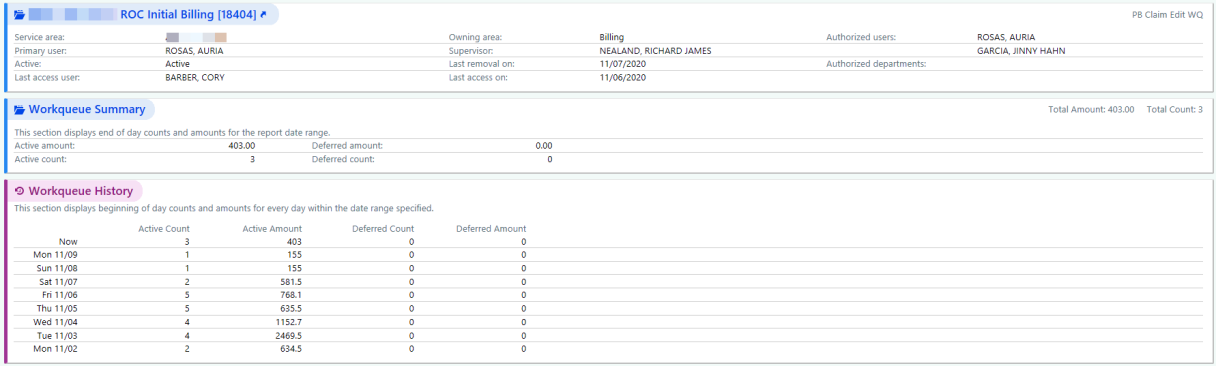 ROC Initial Billing [18404] PB Claim Edit WQ
Service area: Owning area: Billing Authorized users: ROSAS, AURIA
Primary user: ROSAS, AURIA Supervisor: NEALAND, RICHARD JAMES GARCIA, JINNY HAHN
Active: Active Last removal on: 11/07/2020 Authorized departments:
Last access user: BARBER, CORY Last access on: 11/06/2020
Workqueue Summary Total Amount: 403.00 Total Count: 3
This section displays end of day counts and amounts for the report date range.
Active amount: 403.00 Deferred amount: 0.00
Active count: 3 Deferred count: 0
Workqueue History
This section displays beginning of day counts and amounts for every day within the date range specified.
Active Count Active Amount Deferred Count Deferred Amount
Now 3 403 0 0
Mon 11/09 1 155 0 0
Sun 11/08 1 155 0 0
Sat 11/07 2 581.5 0 0
Fri 11/06 5 768.1 0 0
Thu 11/05 5 635.5 0 0
Wed 11/04 4 1152.7 0 0
Tue 11/03 4 2469.5 0 0
Mon 11/02 2 634.5 0 0